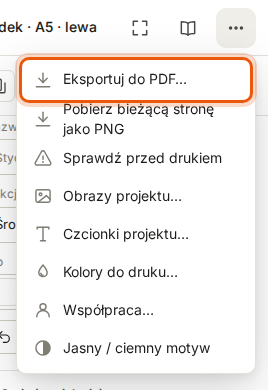 dek · A5 · lewa
Eksportuj do PDF...
Pobierz bieżącą stronę
jako PNG
Sprawdź przed drukiem
Obrazy projektu...
Czcionki projektu...
Kolory do druku...
Współpraca...
Jasny / ciemny motyw